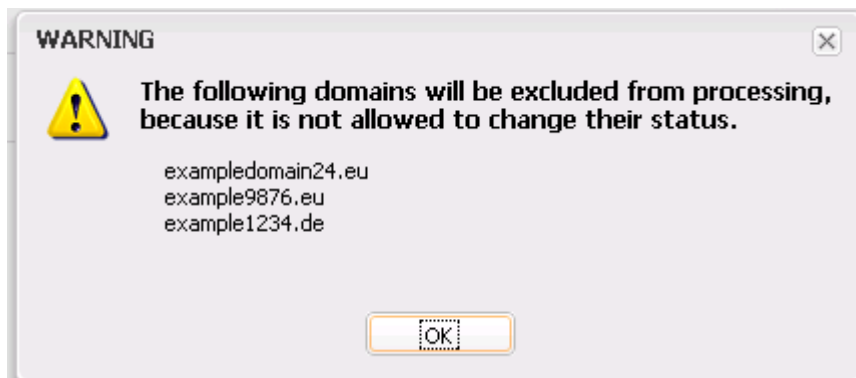 WARNING
The following domains will be excluded from processing,
because it is not allowed to change their status.
exampledomain24.eu
example9876.eu
example1234.de
OK